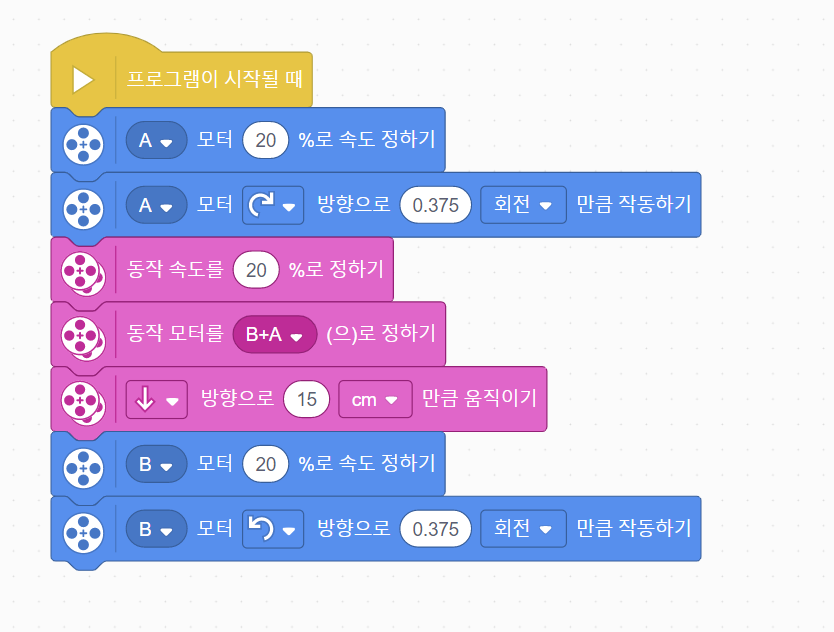 프로그램이 시작될 때
A 모터 20 %로 속도 정하기
A 모터 방향으로 0.375 회전 만큼 작동하기
동작 속도를 20 %로 정하기
동작 모터를 B+A (으)로 정하기
방향으로 15 cm 만큼 움직이기
B 모터 20 %로 속도 정하기
B 모터 방향으로 0.375 회전 만큼 작동하기